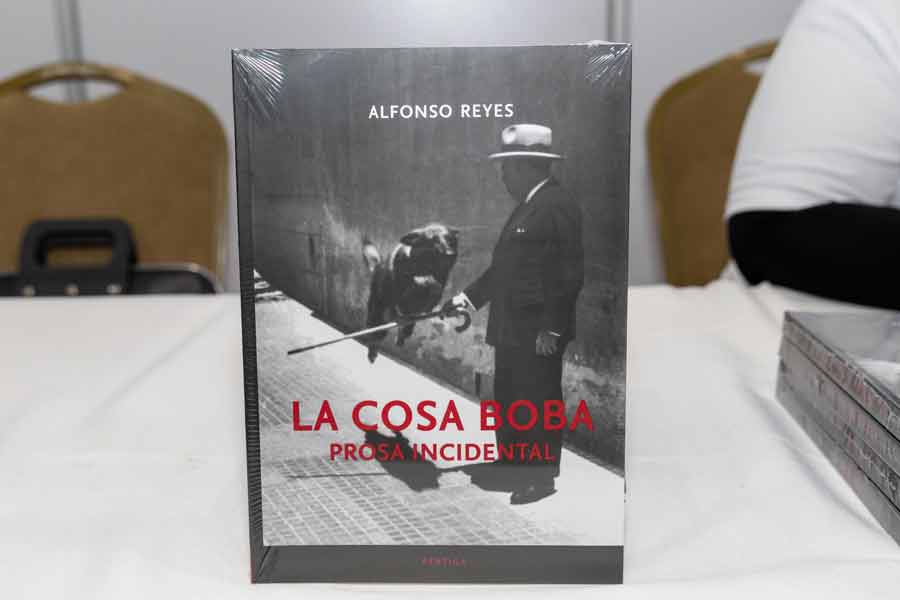 ALFONSO REYES
LA COSA BOBA
PROSA INCIDENTAL